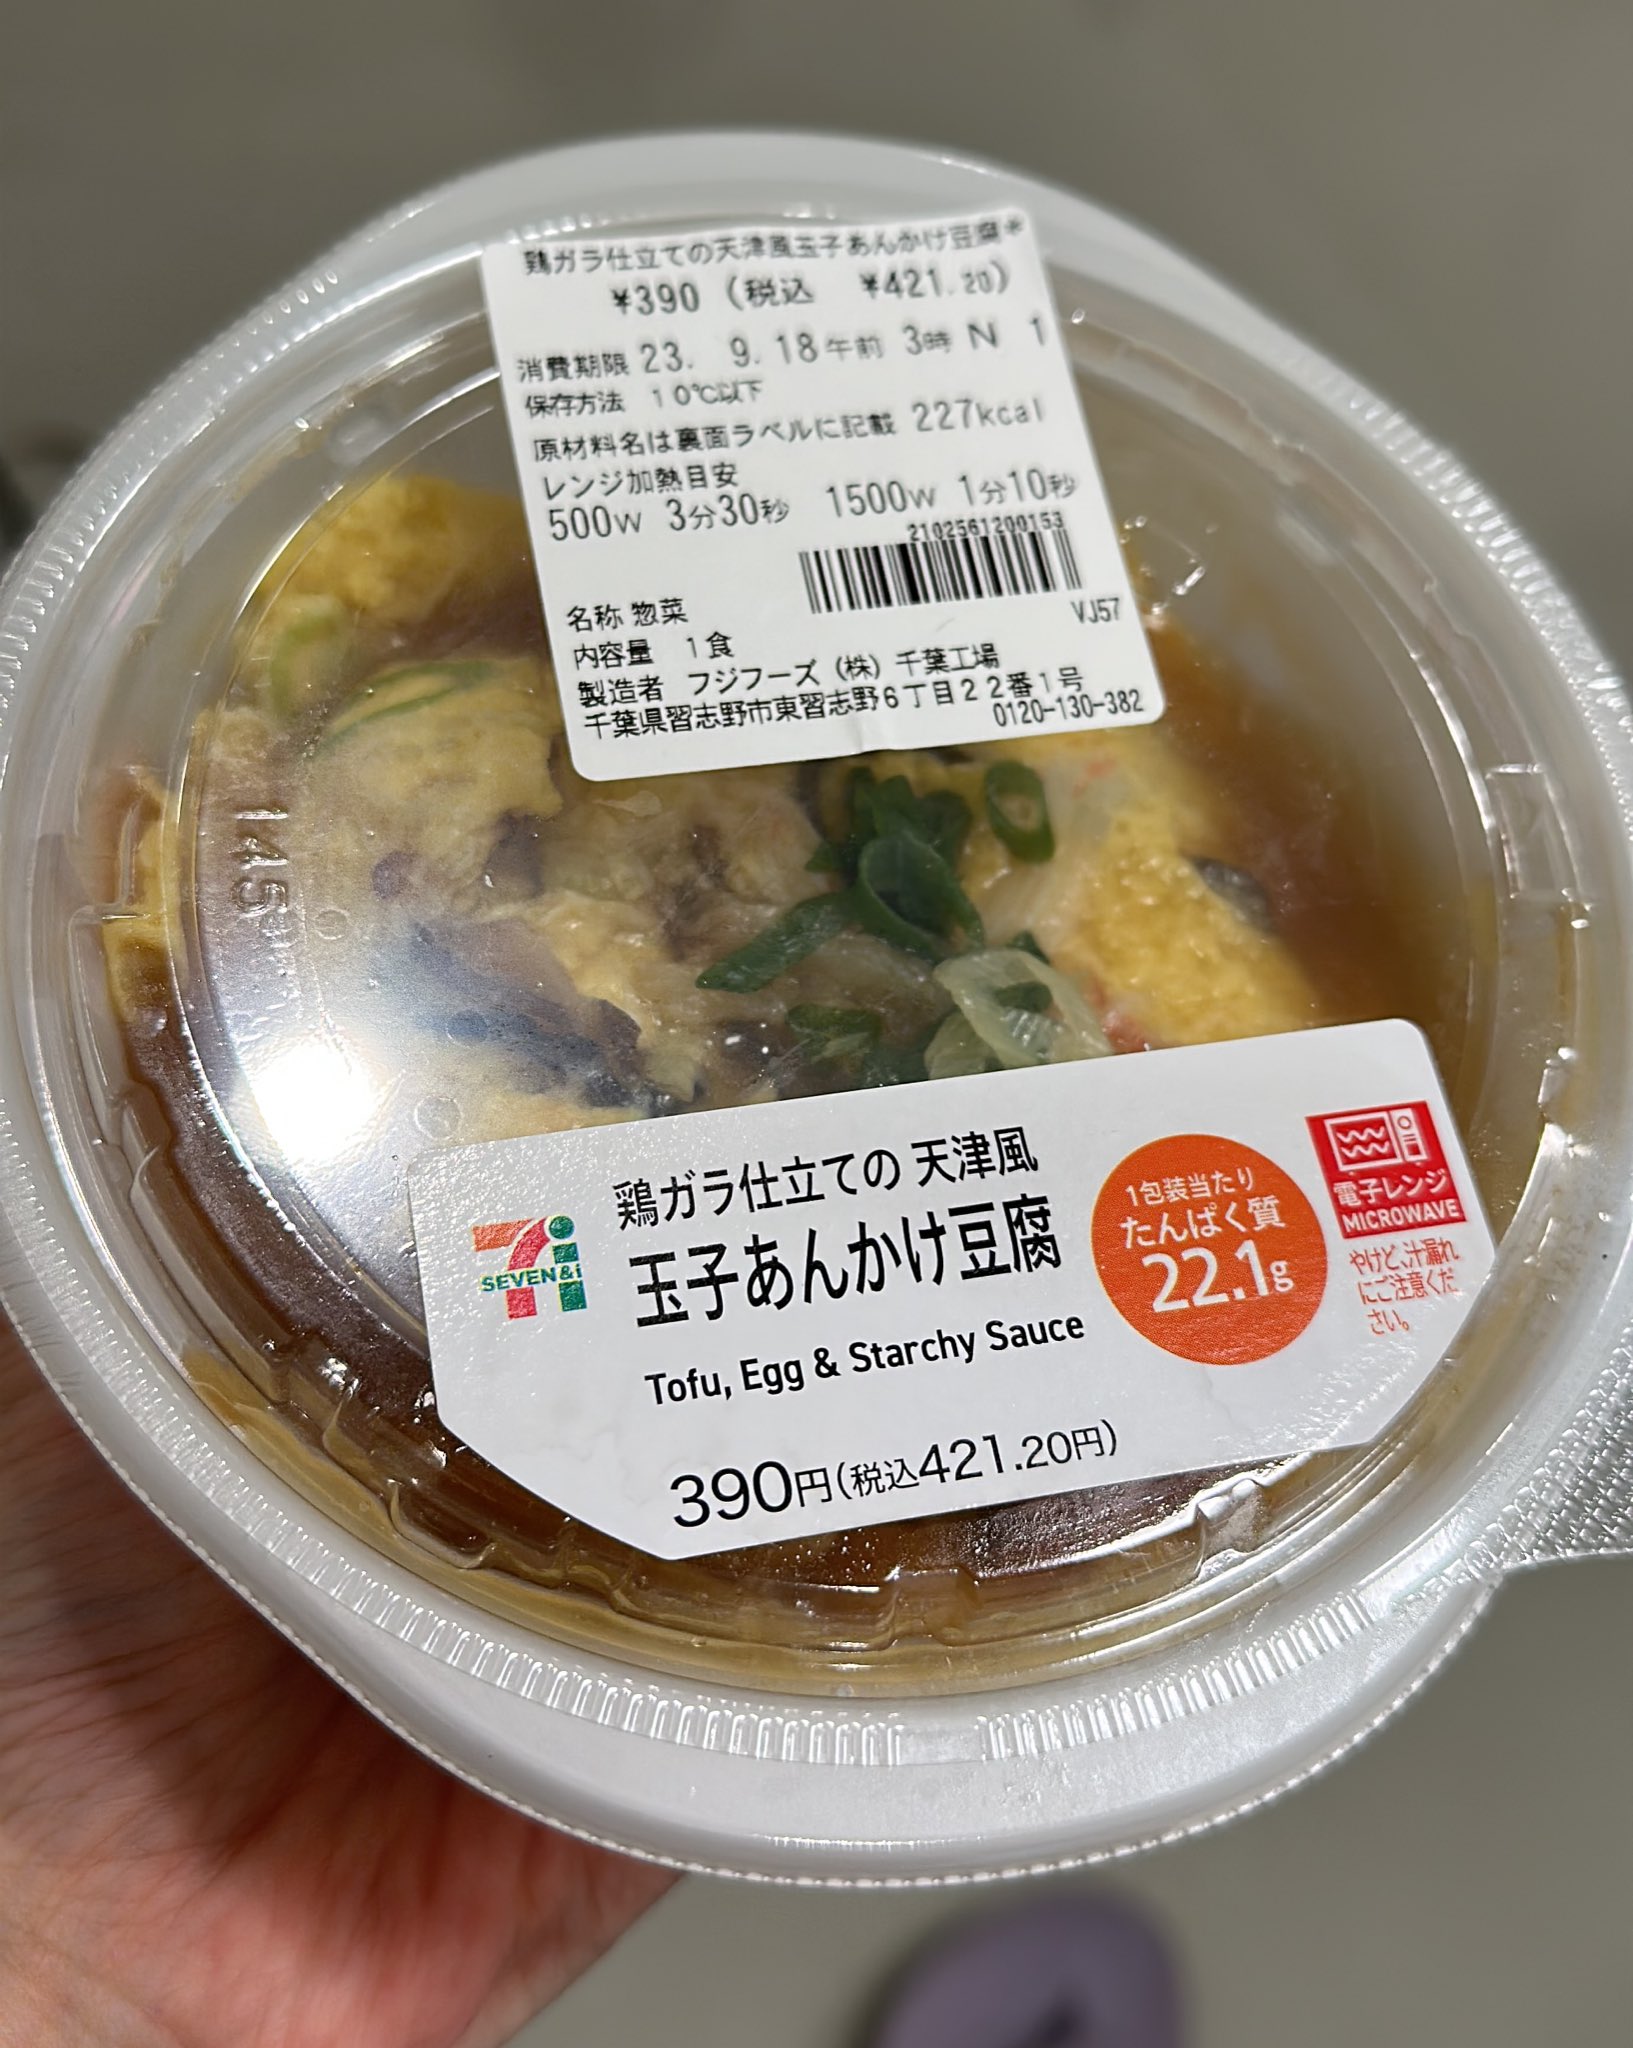 鶏ガラ仕立ての天津風玉子あんかけ豆腐*
¥390 (税込 ¥421.20)
消費期限 23. 9. 18午前 3時 N 1
保存方法 10℃以下
原材料名は裏面ラベルに記載 227kcal
レンジ加熱目安
500W 3分30秒 1500W 1分10秒
2102561200153
VJ57
名称 惣菜
内容量 1食
製造者 フジフーズ (株) 千葉工場
千葉県習志野市東習志野6丁目22番1号
0120-130-382
145
SEVEN&i
鶏ガラ仕立ての 天津風
玉子あんかけ豆腐
Tofu, Egg & Starchy Sauce
390円(税込421.20円)
1包装当たり
たんぱく質
22.1g
電子レンジ
MICROWAVE
やけど、汁漏れ
にご注意くだ
さい。